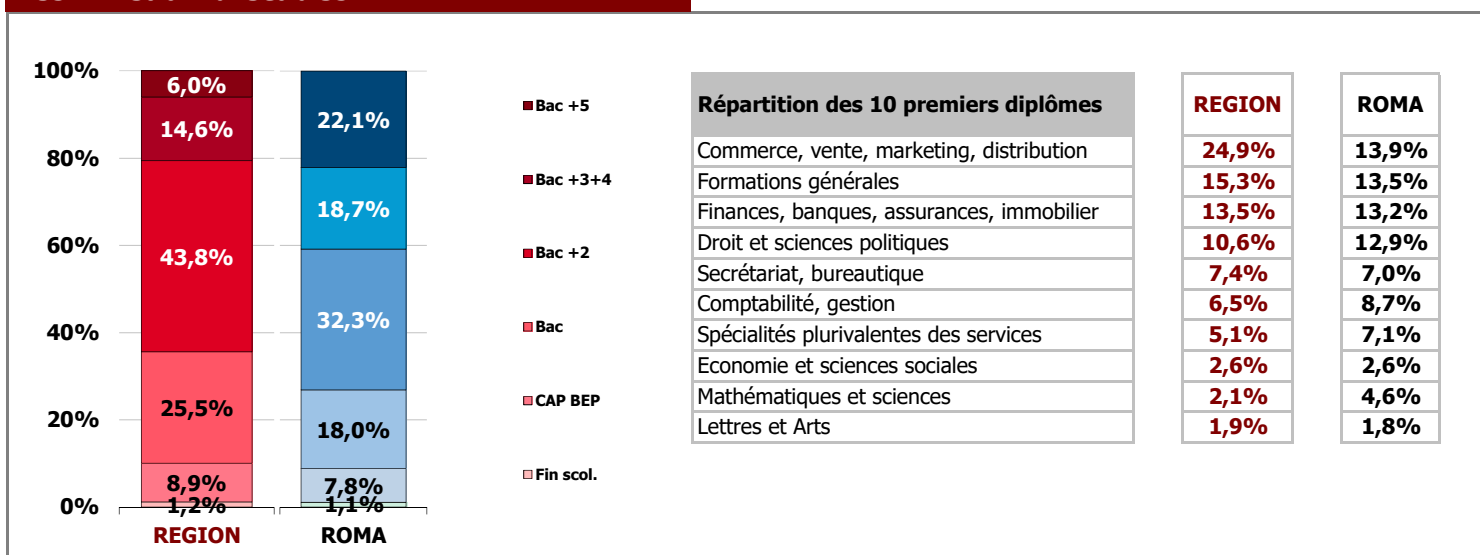 100%
80%
60%
40%
20%
0%
6,0%
14,6%
43,8%
25,5%
8,9%
1,2%
REGION
22,1%
18,7%
32,3%
18,0%
7,8%
1,1%
ROMA
Bac +5
Bac +3+4
Bac +2
Bac
CAP BEP
Fin scol.
Répartition des 10 premiers diplômes REGION ROMA
Commerce, vente, marketing, distribution 24,9% 13,9%
Formations générales 15,3% 13,5%
Finances, banques, assurances, immobilier 13,5% 13,2%
Droit et sciences politiques 10,6% 12,9%
Secrétariat, bureautique 7,4% 7,0%
Comptabilité, gestion 6,5% 8,7%
Spécialités plurivalentes des services 5,1% 7,1%
Economie et sciences sociales 2,6% 2,6%
Mathématiques et sciences 2,1% 4,6%
Lettres et Arts 1,9% 1,8%